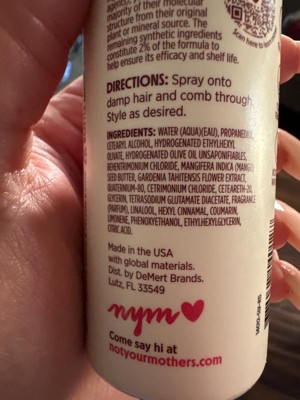 majority of their molecular
structure from their original
plant or mineral source. The
remaining synthetic ingredients
constitute 2% of the formula to
help ensure its efficacy and shelf life.
DIRECTIONS: Spray onto
damp hair and comb through.
Style as desired.
INGREDIENTS: WATER (AQUA)(EAU), PROPANEDIOL,
CETEARYL ALCOHOL, HYDROGENATED ETHYLHEXYL
OLIVATE, HYDROGENATED OLIVE OIL UNSAPONIFIABLES,
BEHENTRIMONIUM CHLORIDE, MANGIFERA INDICA (MANGO)
SEED BUTTER, GARDENIA TAHITENSIS FLOWER EXTRACT,
QUATERNIUM-80, CETRIMONIUM CHLORIDE, CETEARETH-20,
GLYCERIN, TETRASODIUM GLUTAMATE DIACETATE, FRAGRANCE
(PARFUM), LINALOOL, HEXYL CINNAMAL, COUMARIN,
LIMONENE, PHENOXYETHANOL, ETHYLHEXYLGLYCERIN,
CITRIC ACID.
Made in the USA
with global materials.
Dist. by DeMert Brands.
Lutz, FL 33549
nym
Come say hi at
notyourmothers.com
Scan here to